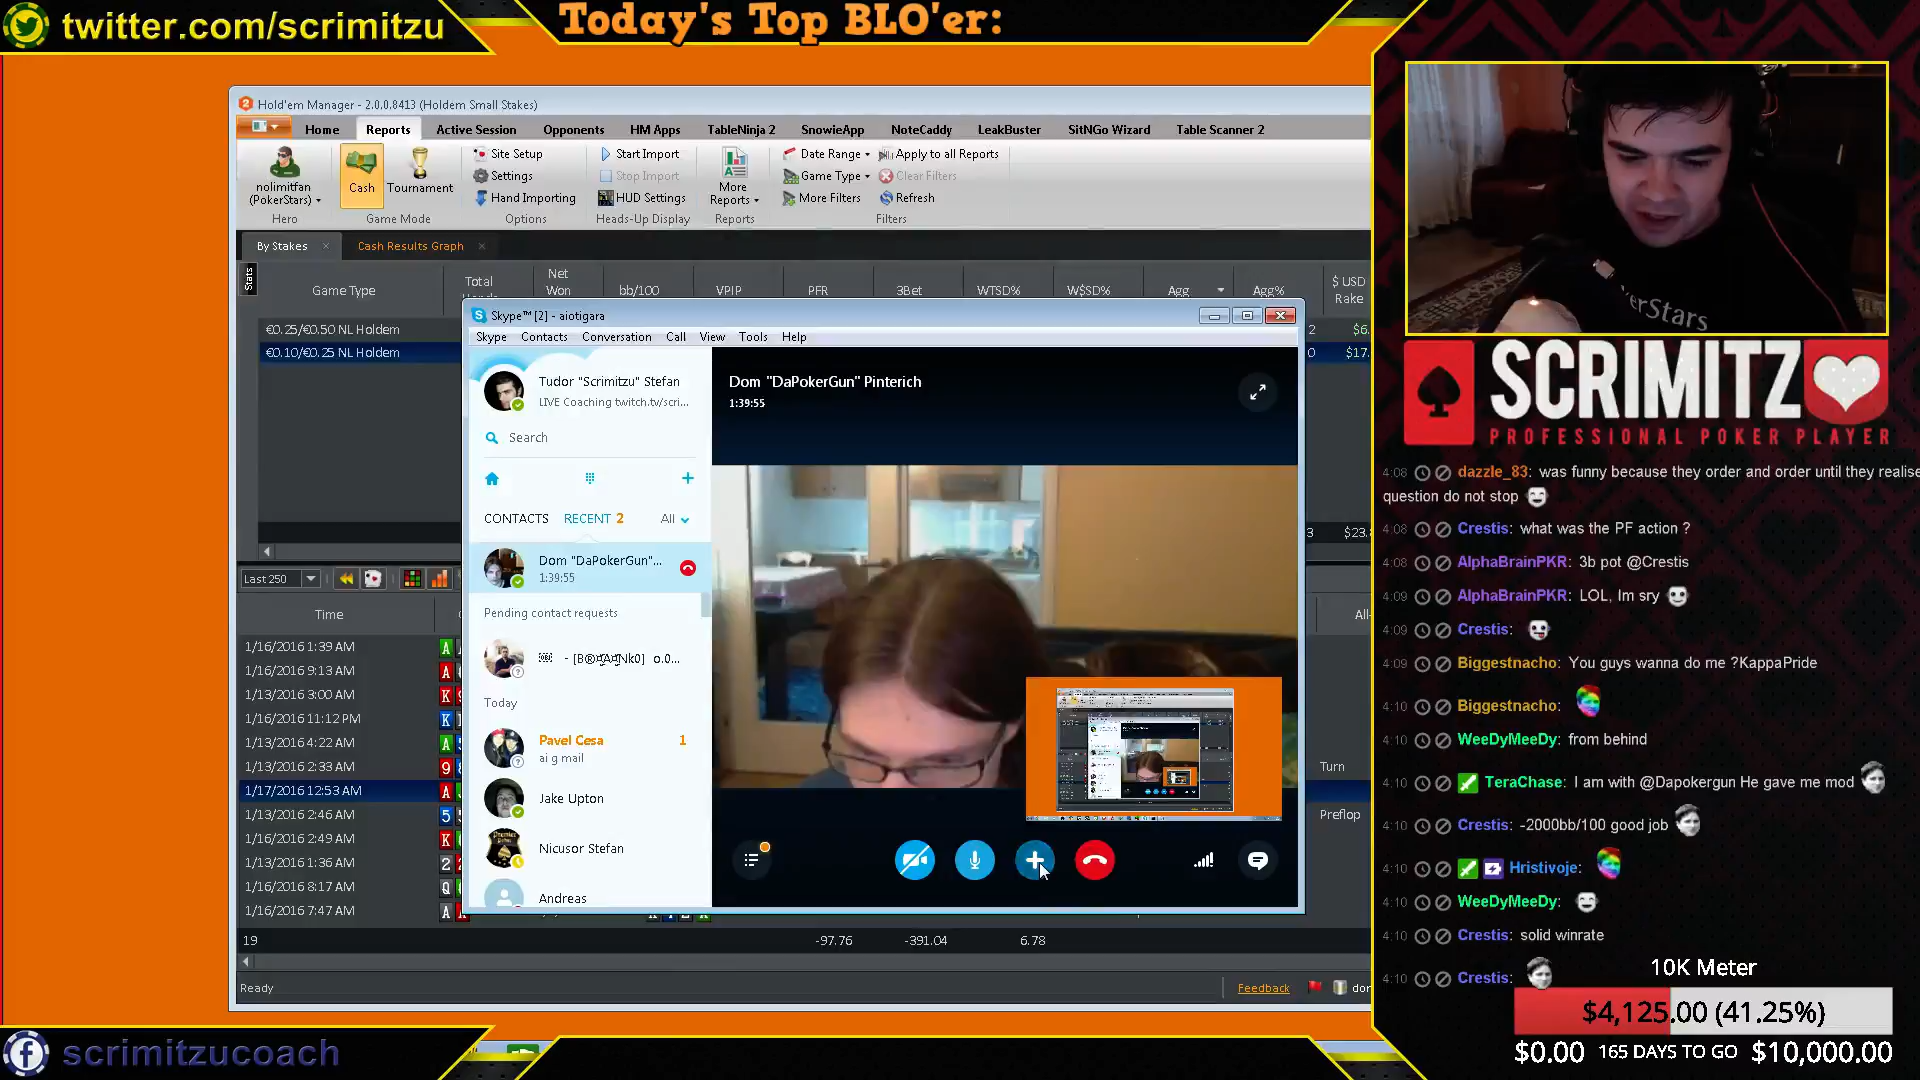 twitter.com/scrimitzu
Today's Top BLO'er:
Hold'em Manager - 2.0.0.8413 (Holdem Small Stakes)
Home Reports Active Session Opponents HM Apps TableNinja 2 SnowieApp NoteCaddy LeakBuster SitNGo Wizard Table Scanner 2
Site Setup Start Import Date Range Apply to all Reports
Settings Stop Import Game Type Clear Filters
nolimitfan (PokerStars) Cash Tournament Hand Importing HUD Settings More Reports More Filters Refresh
Hero Game Mode Options Heads-Up Display Reports Filters
By Stakes Cash Results Graph
Stats
Game Type Total Net Won bb/100 VPIP PFR 3Bet WTSD% W$SD% Agg Agg% $ USD Rake
€0.25/€0.50 NL Holdem 2 $6.
€0.10/€0.25 NL Holdem 0 $17.
3 $23.
Skype™ [2] - aiotigara
Skype Contacts Conversation Call View Tools Help
Tudor "Scrimitzu" Stefan
LIVE Coaching twitch.tv/scri...
Search
CONTACTS RECENT 2 All
Dom "DaPokerGun"...
1:39:55
Pending contact requests
Today
Pavel Cesa 1
ai g mail
Jake Upton
Nicusor Stefan
Andreas
Dom "DaPokerGun" Pinterich
1:39:55
Last 250
Time All-
1/16/2016 1:39 AM A
1/16/2016 9:13 AM A
1/13/2016 3:00 AM K
1/16/2016 11:12 PM K
1/13/2016 4:22 AM A
1/13/2016 2:33 AM 9 Turn
1/17/2016 12:53 AM A
1/13/2016 2:46 AM 5 Preflop
1/16/2016 2:49 AM K
1/13/2016 1:36 AM 2
1/16/2016 8:17 AM Q
1/16/2016 7:47 AM A
19 -97.76 -391.04 6.78
Ready Feedback
scrimitzucoach
erStars
SCRIMITZ
PROFESSIONAL POKER PLAYER
4:08 dazzle_83: was funny because they order and order until they realise
question do not stop
4:08 Crestis: what was the PF action ?
4:08 AlphaBrainPKR: 3b pot @Crestis
4:09 AlphaBrainPKR: LOL, Im sry
4:09 Crestis:
4:09 Biggestnacho: You guys wanna do me ?KappaPride
4:10 Biggestnacho:
4:10 WeeDyMeeDy: from behind
4:10 TeraChase: I am with @Dapokergun He gave me mod
4:10 Crestis: -2000bb/100 good job
4:10 Hristivoje:
4:10 WeeDyMeeDy:
4:10 Crestis: solid winrate
4:10 Crestis:
10K Meter
$4,125.00 (41.25%)
$0.00 165 DAYS TO GO $10,000.00